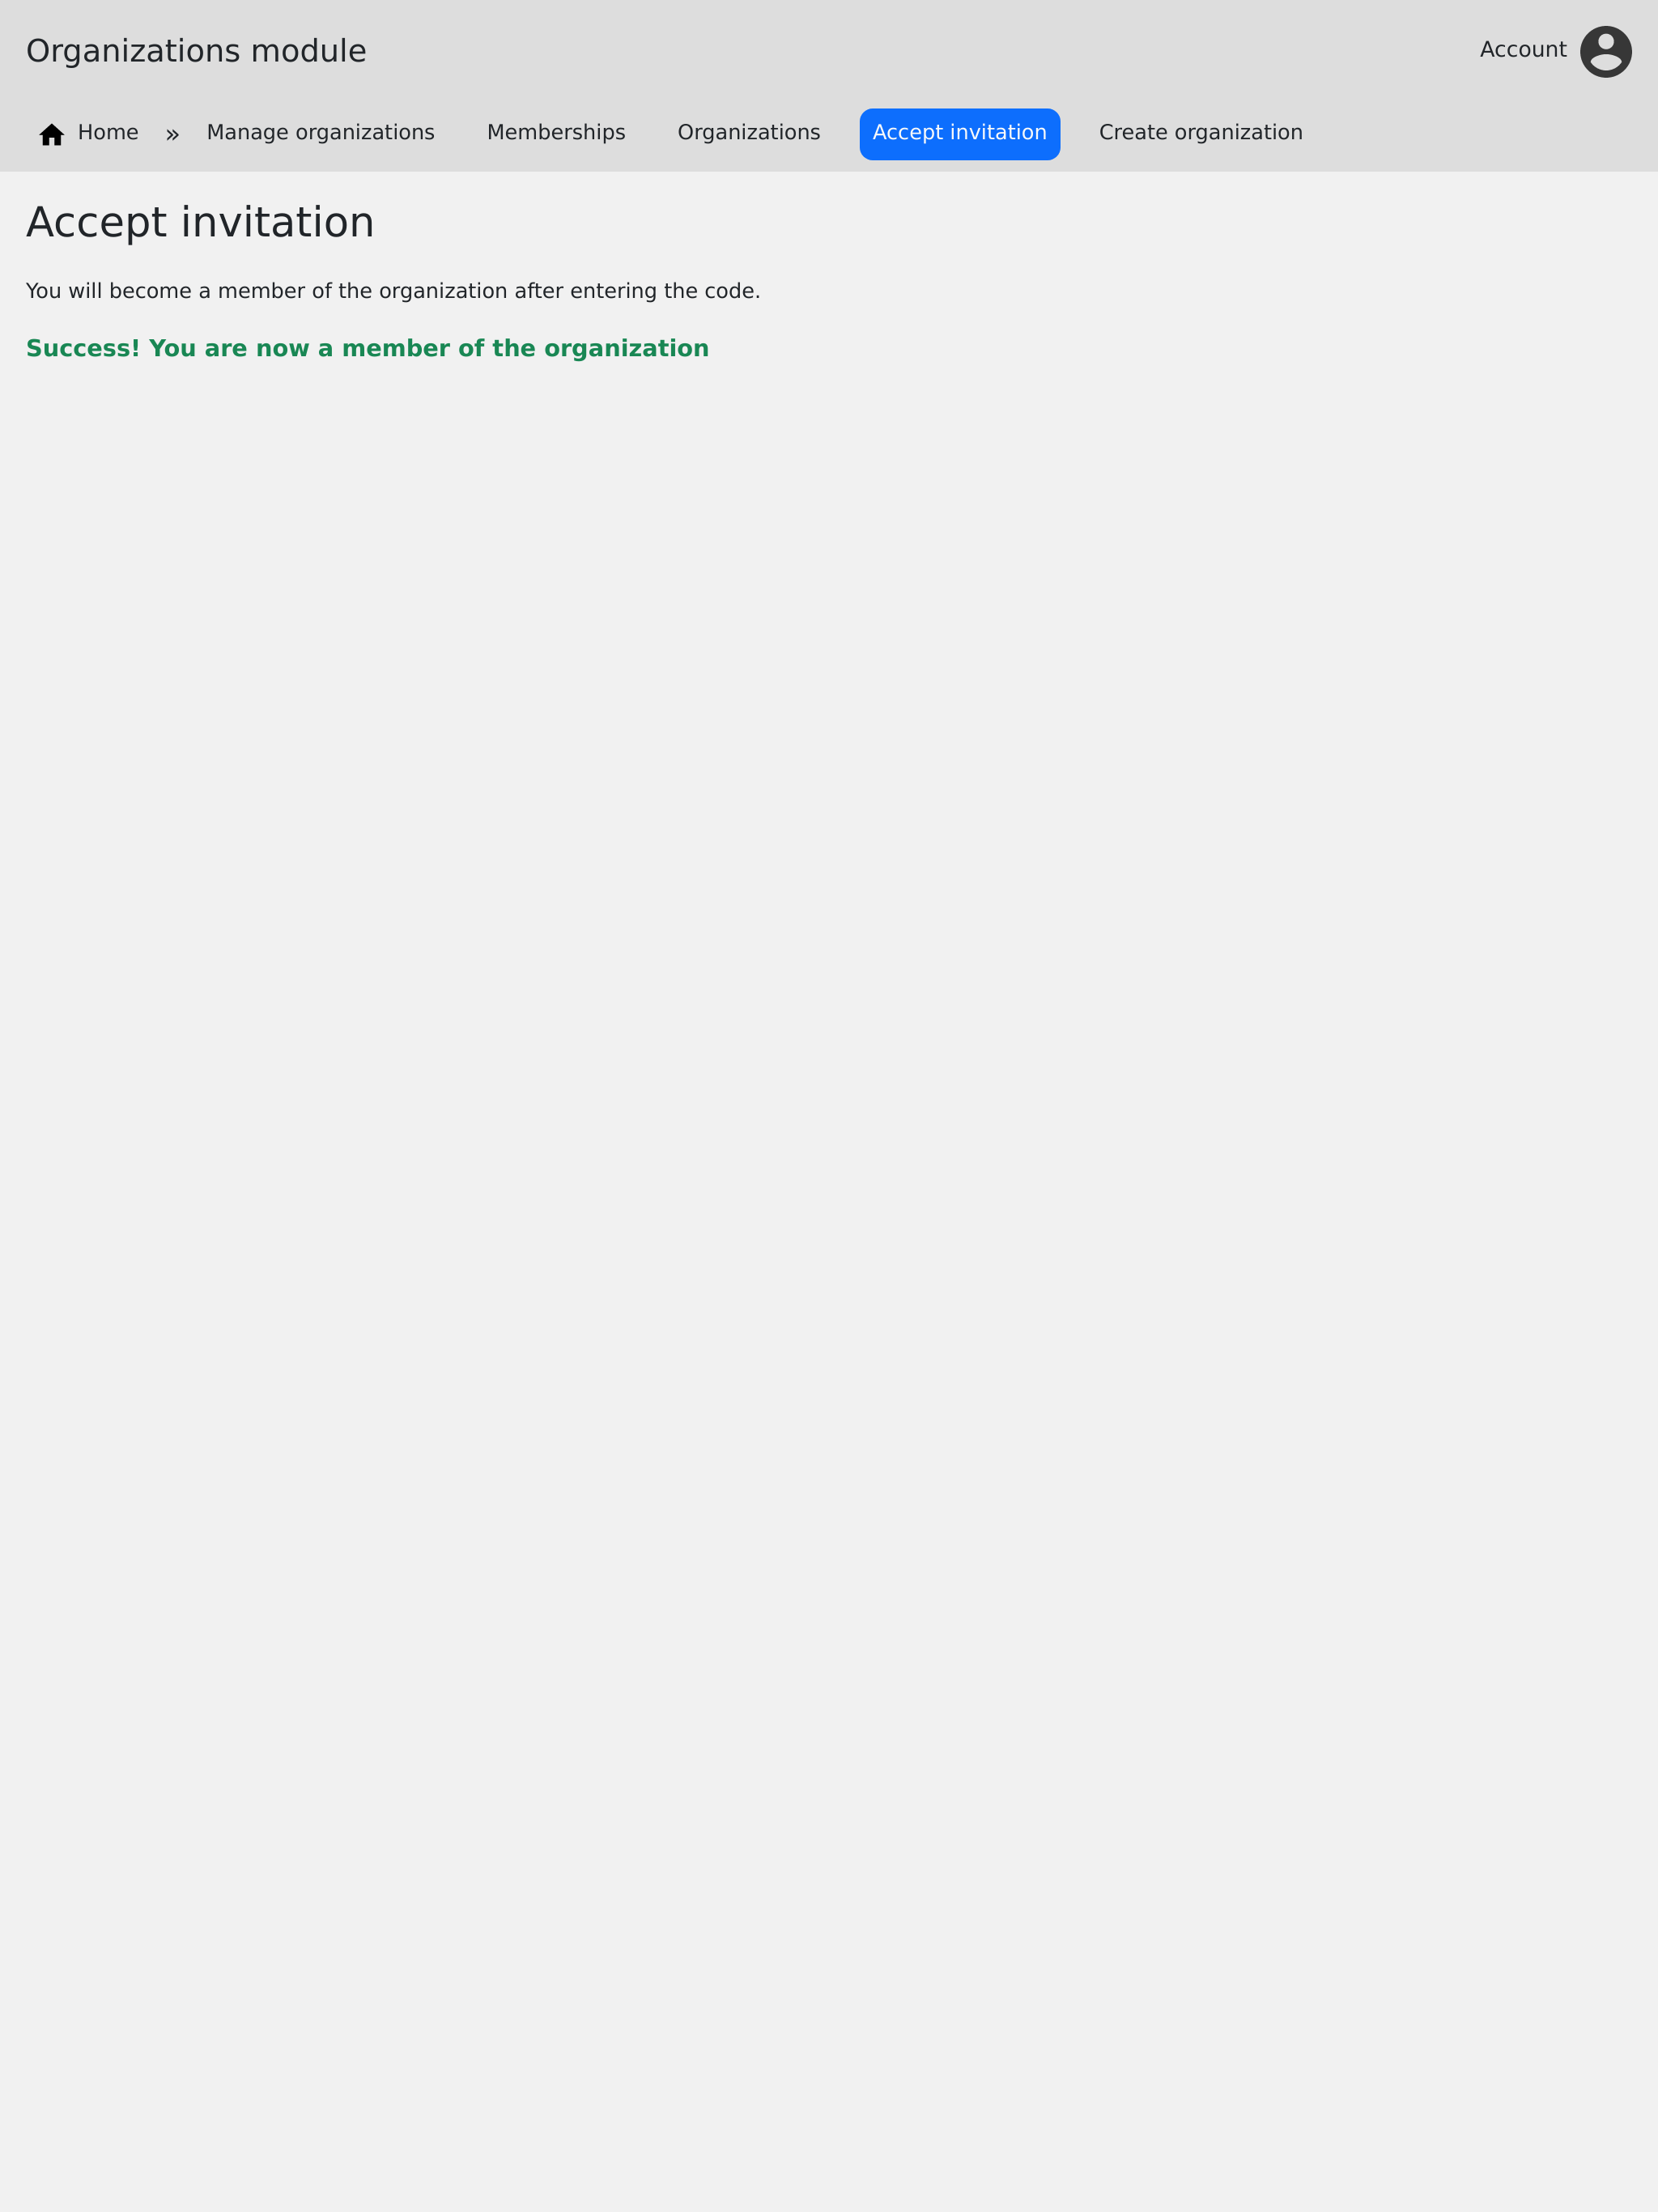 Organizations module
Account
Home » Manage organizations Memberships Organizations Accept invitation Create organization
Accept invitation
You will become a member of the organization after entering the code.
Success! You are now a member of the organization